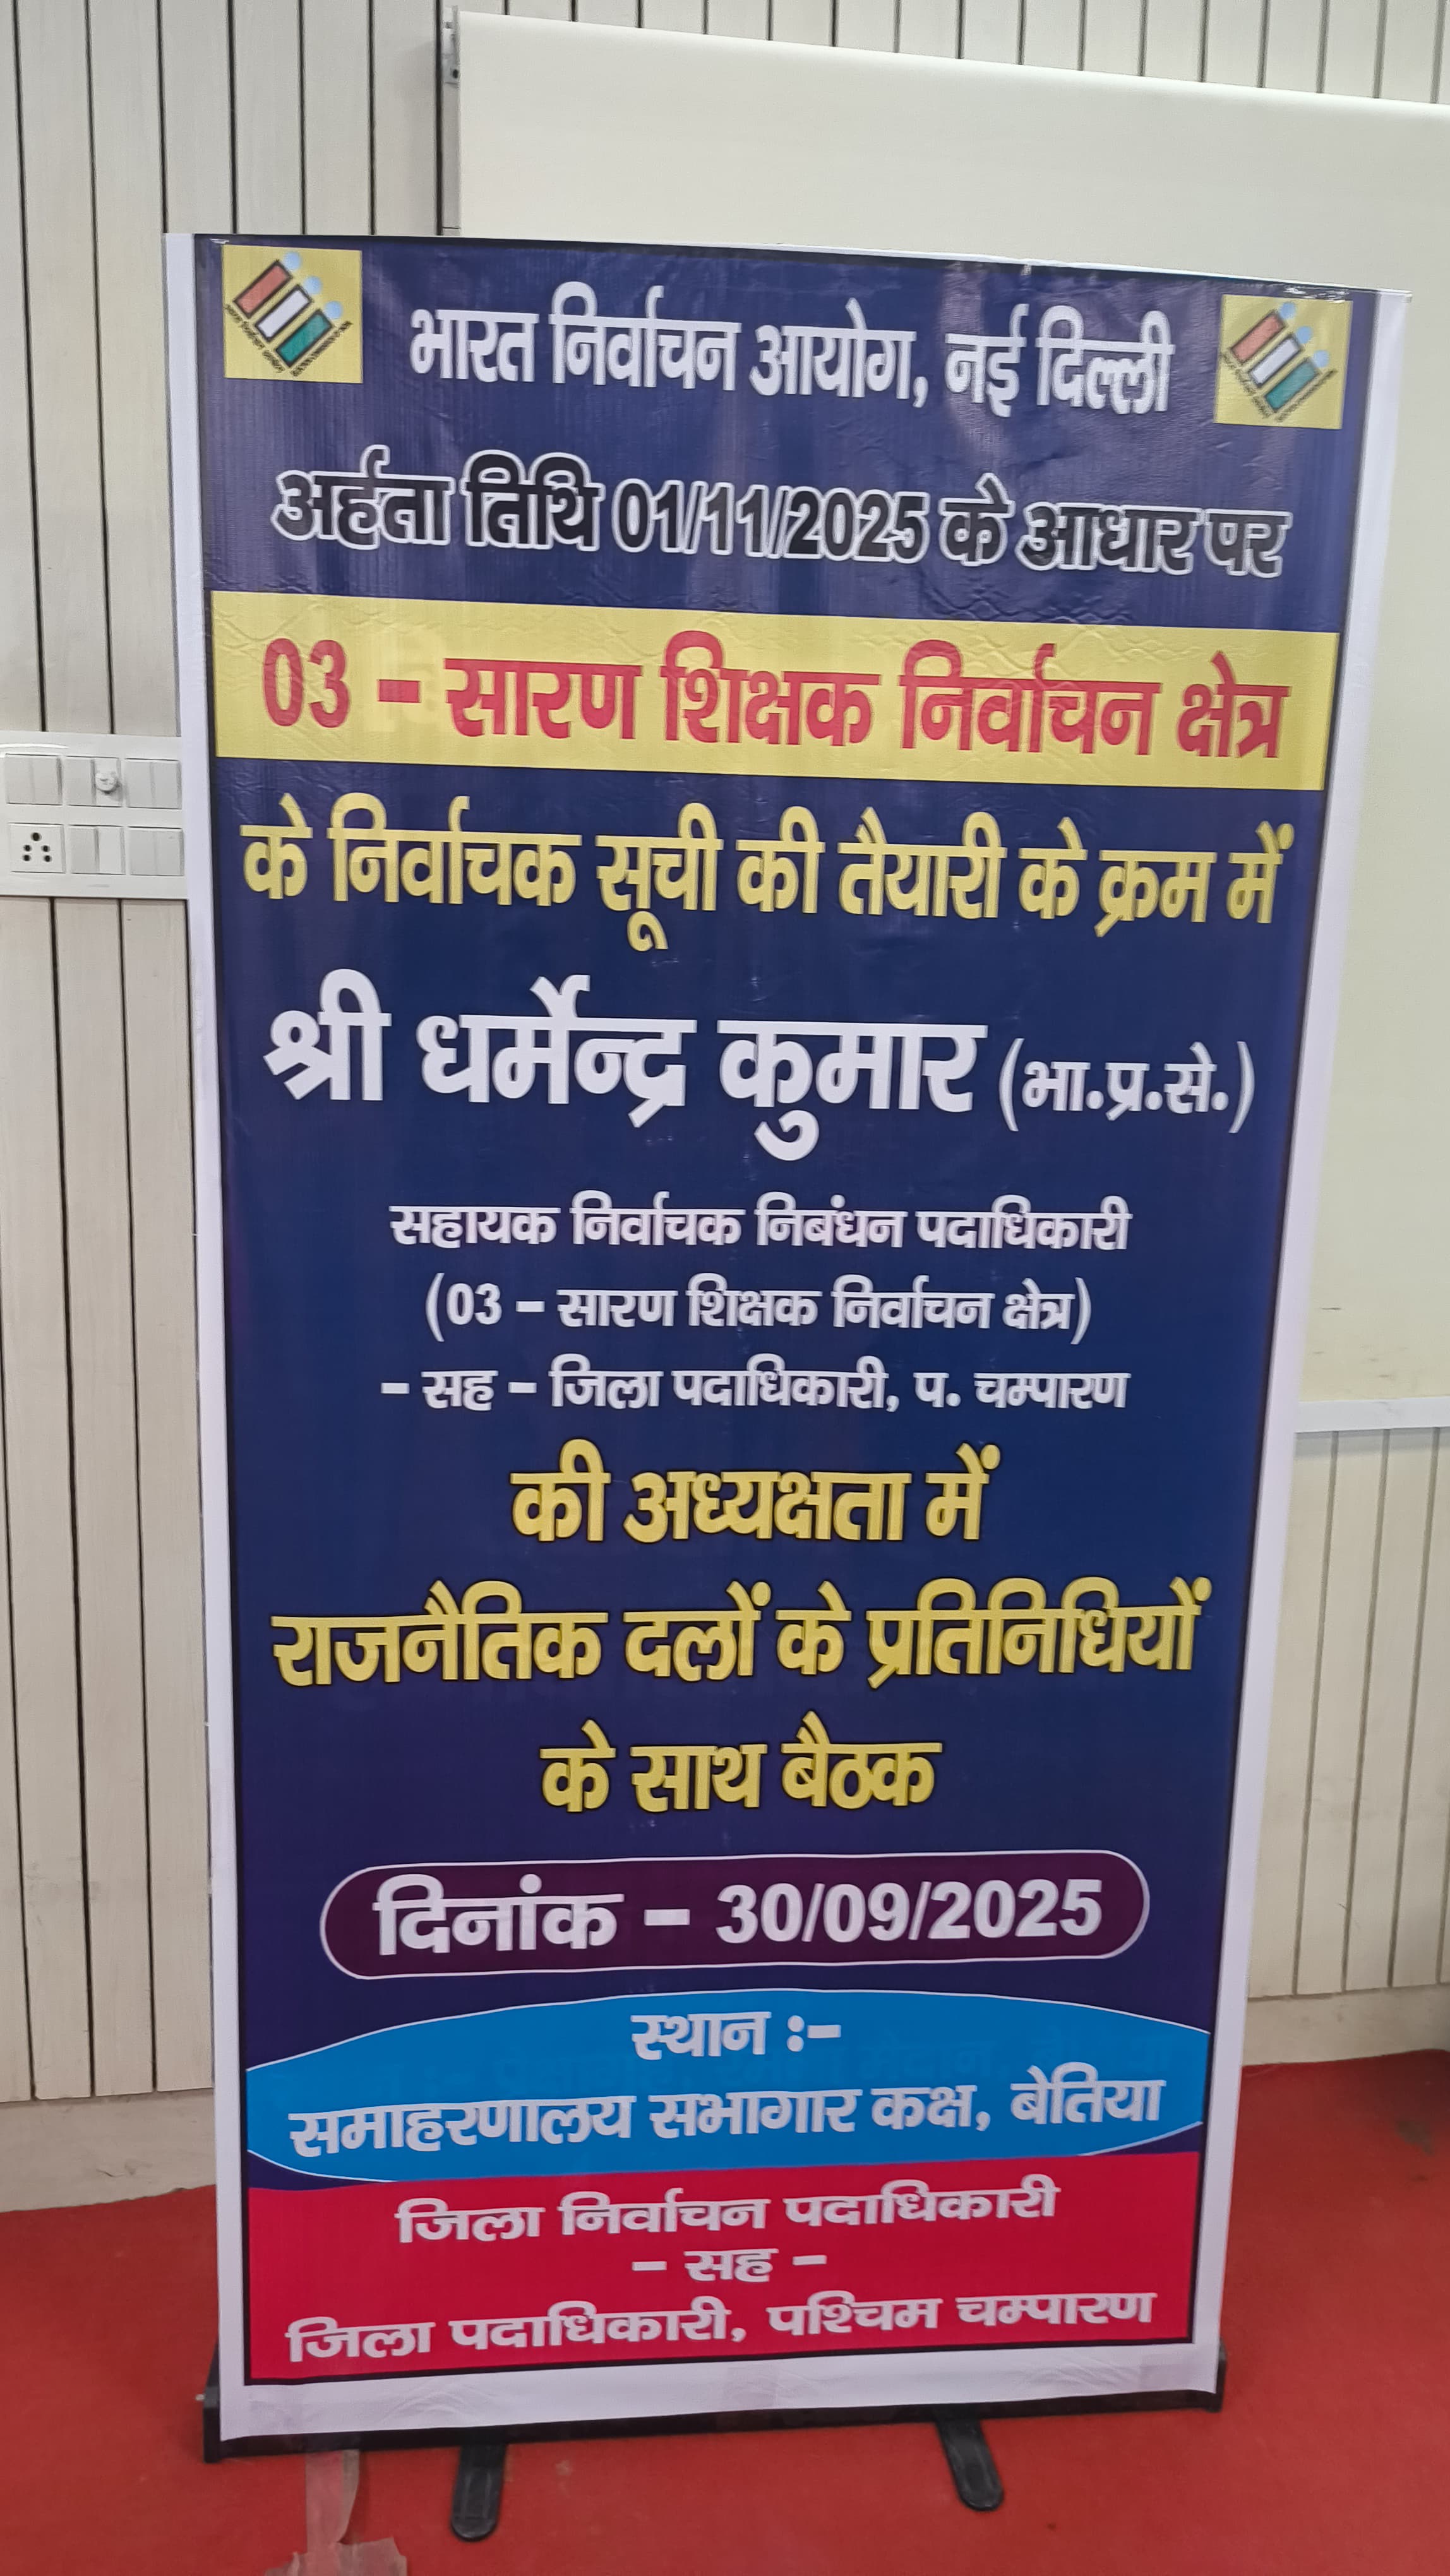 भारत निर्वाचन आयोग, नई दिल्ली
अर्हता तिथि 01/11/2025 के आधार पर
03 - सारण शिक्षक निर्वाचन क्षेत्र
के निर्वाचक सूची की तैयारी के क्रम में
श्री धर्मेन्द्र कुमार (भा.प्र.से.)
सहायक निर्वाचक निबंधन पदाधिकारी
(03 - सारण शिक्षक निर्वाचन क्षेत्र)
- सह - जिला पदाधिकारी, प. चम्पारण
की अध्यक्षता में
राजनैतिक दलों के प्रतिनिधियों
के साथ बैठक
दिनांक - 30/09/2025
स्थान :-
समाहरणालय सभागार कक्ष, बेतिया
जिला निर्वाचन पदाधिकारी
- सह -
जिला पदाधिकारी, पश्चिम चम्पारण